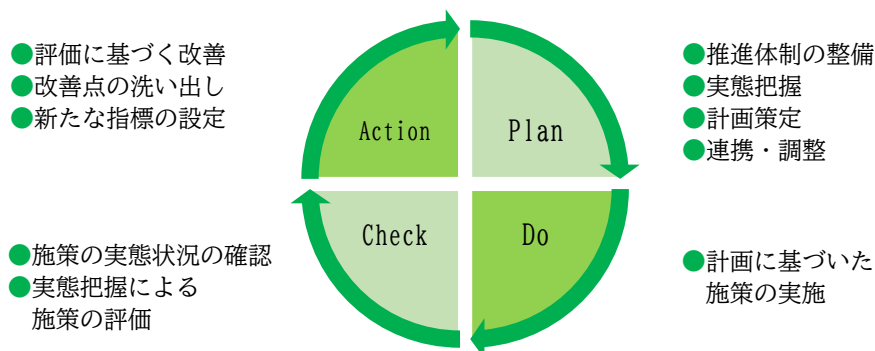 ●評価に基づく改善
●改善点の洗い出し
●新たな指標の設定
Action
Plan
●推進体制の整備
●実態把握
●計画策定
●連携・調整
●施策の実態状況の確認
●実態把握による
施策の評価
Check
Do
●計画に基づいた
施策の実施